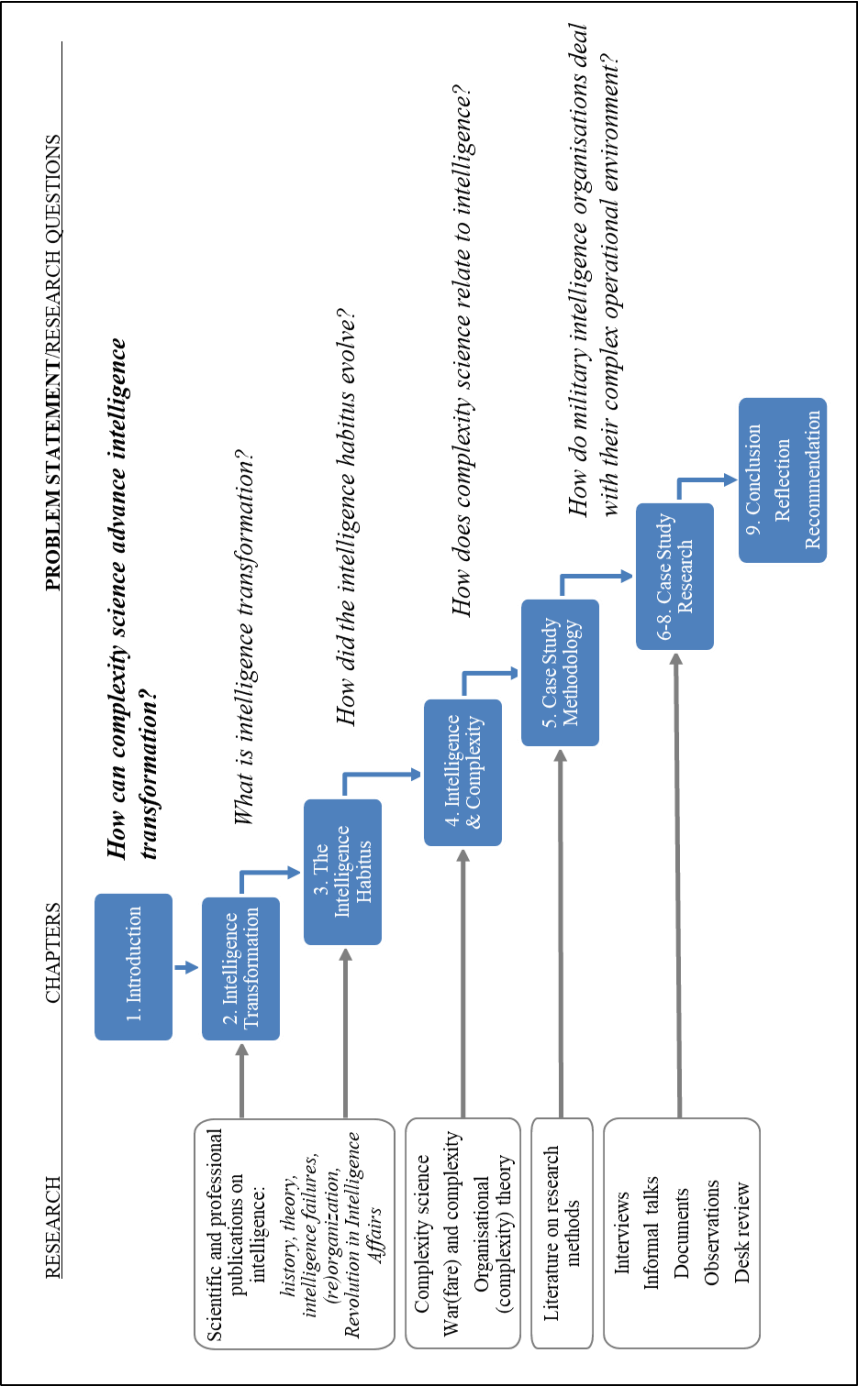 RESEARCH
CHAPTERS
PROBLEM STATEMENT/RESEARCH QUESTIONS
1. Introduction
How can complexity science advance intelligence
transformation?
Scientific and professional
publications on
intelligence:
history, theory,
intelligence failures,
(re)organization,
Revolution in Intelligence
Affairs
2. Intelligence
Transformation
What is intelligence transformation?
3. The
Intelligence
Habitus
How did the intelligence habitus evolve?
Complexity science
War(fare) and complexity
Organisational
(complexity) theory
4. Intelligence
& Complexity
How does complexity science relate to intelligence?
Literature on research
methods
5. Case Study
Methodology
How do military intelligence organisations deal
with their complex operational environment?
Interviews
Informal talks
Documents
Observations
Desk review
6-8. Case Study
Research
9. Conclusion
Reflection
Recommendation